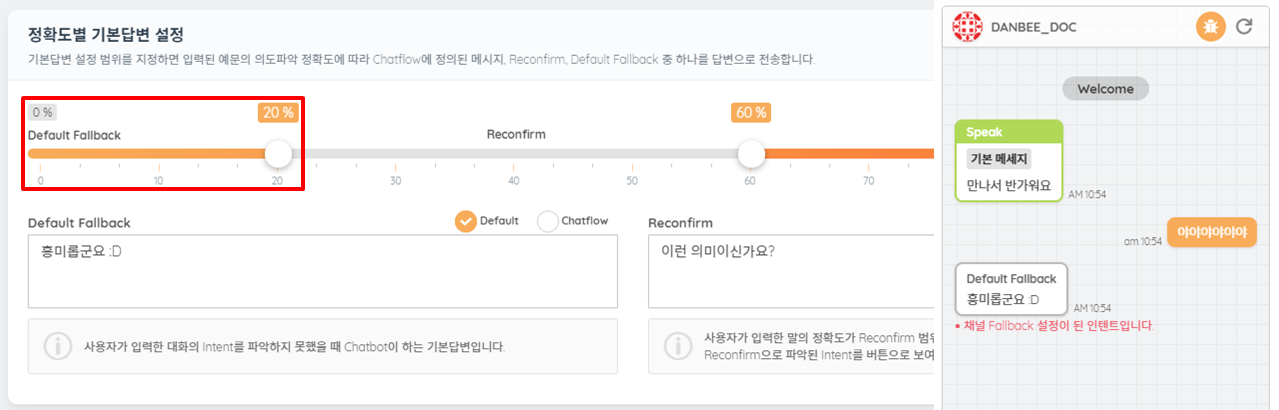 정확도별 기본답변 설정
기본답변 설정 범위를 지정하면 입력된 예문의 의도파악 정확도에 따라 Chatflow에 정의된 메시지, Reconfirm, Default Fallback 중 하나를 답변으로 전송합니다.
0 %
20 %
60 %
Default Fallback
Reconfirm
0
10
20
30
40
50
60
70
Default Fallback
Default
Chatflow
흥미롭군요 :D
사용자가 입력한 대화의 Intent를 파악하지 못했을 때 Chatbot이 하는 기본답변입니다.
Reconfirm
이런 의미이신가요?
사용자가 입력한 말의 정확도가 Reconfirm 범위
Reconfirm으로 파악된 Intent를 버튼으로 보여
DANBEE_DOC
Welcome
Speak
기본 메세지
만나서 반가워요
AM 10:54
am 10:54
야야야야야야
Default Fallback
흥미롭군요 :D
AM 10:54
• 채널 Fallback 설정이 된 인텐트입니다.